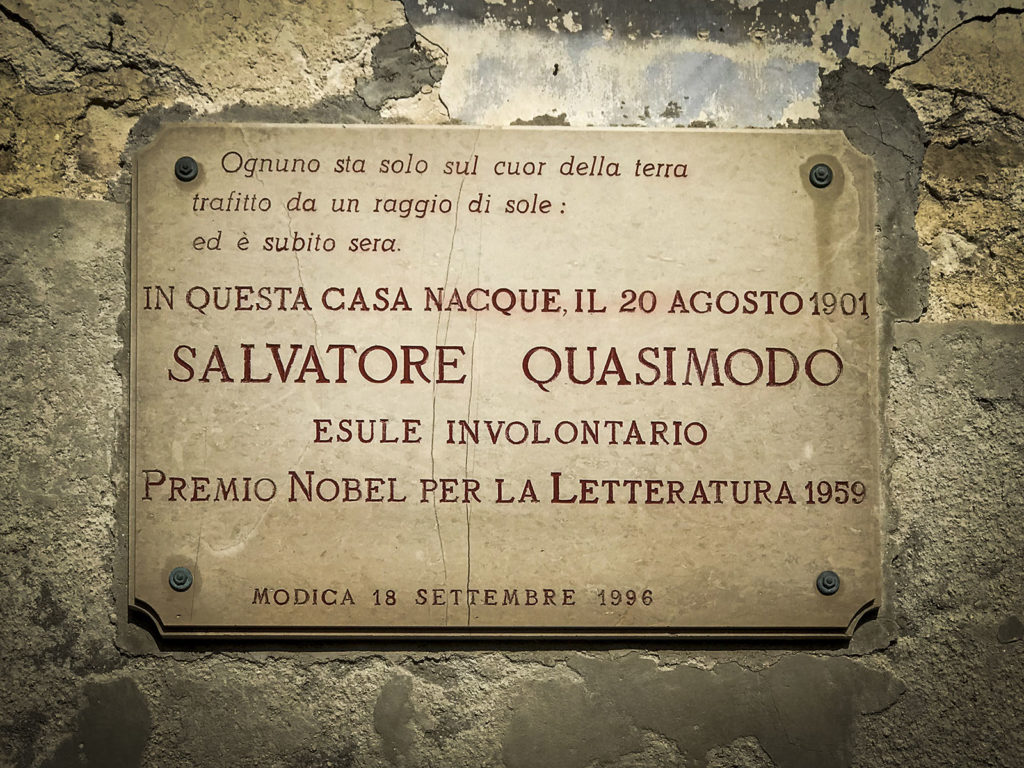 Ognuno sta solo sul cuor della terra
trafitto da un raggio di sole :
ed è subito sera.
IN QUESTA CASA NACQUE, IL 20 AGOSTO 1901,
SALVATORE QUASIMODO
ESULE INVOLONTARIO
PREMIO NOBEL PER LA LETTERATURA 1959
MODICA 18 SETTEMBRE 1996